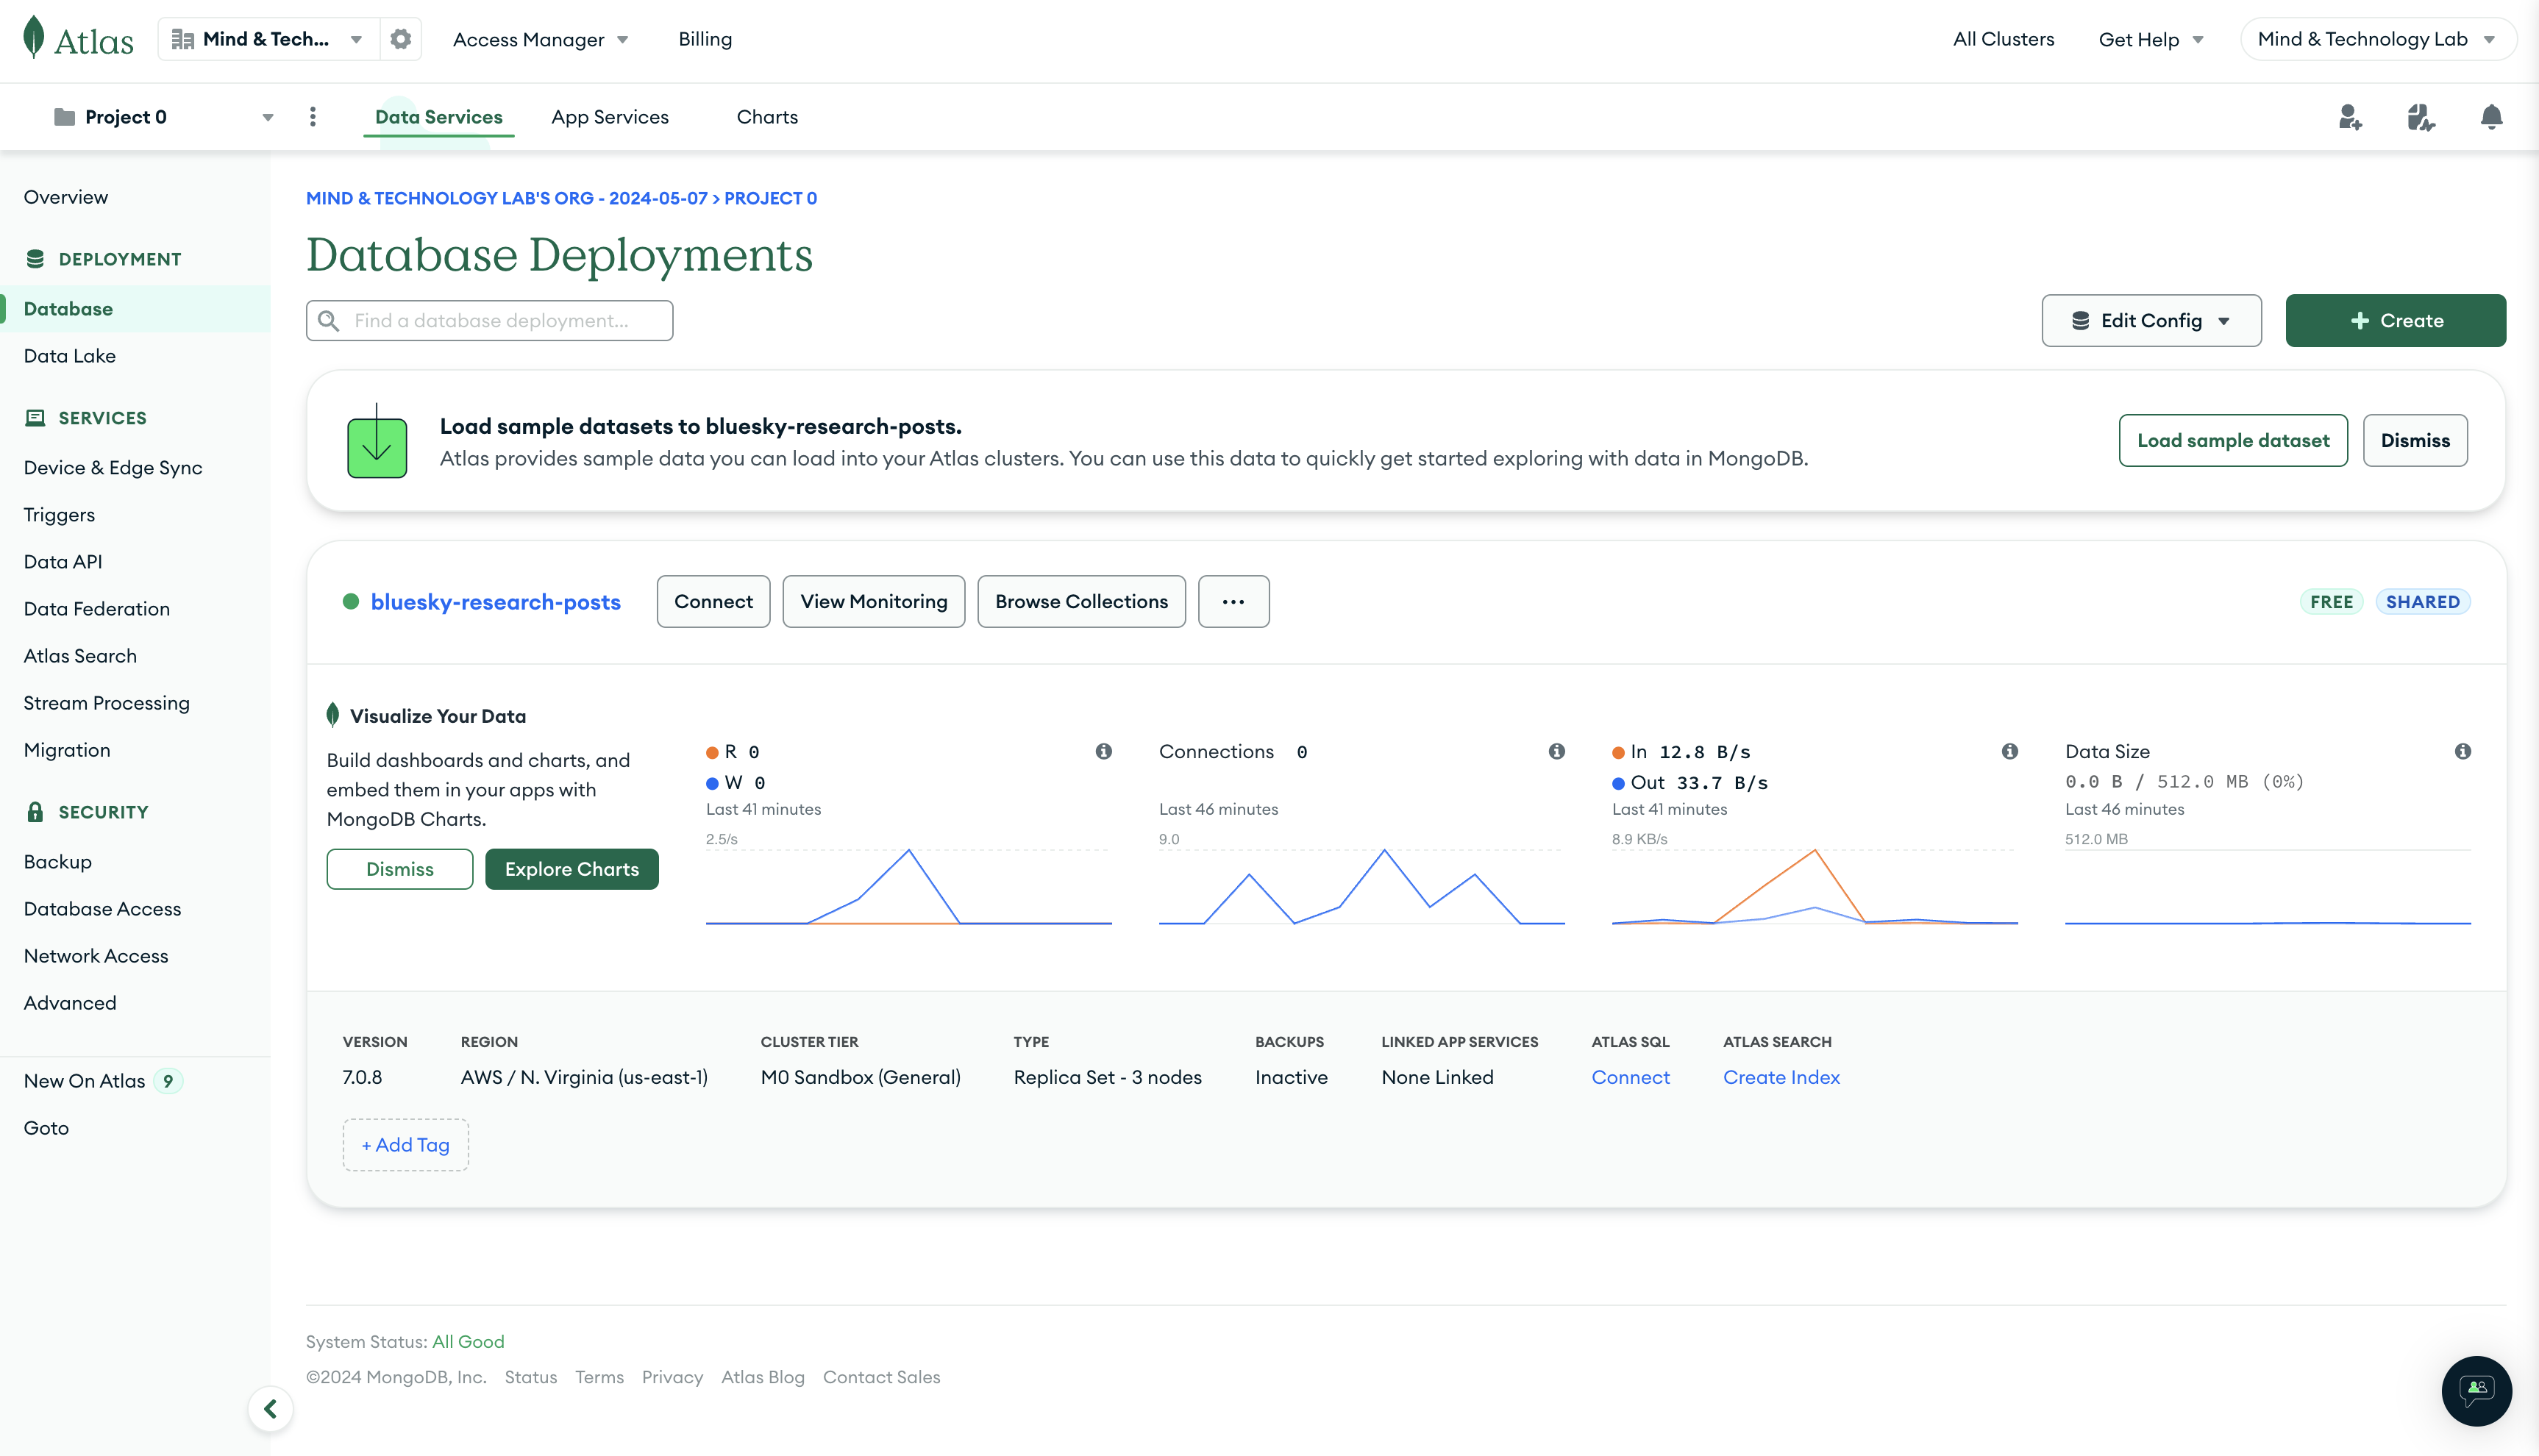 Atlas
Mind & Tech...
Access Manager
Billing
All Clusters
Get Help
Mind & Technology Lab
Project 0
Data Services
App Services
Charts
Overview
DEPLOYMENT
Database
Data Lake
SERVICES
Device & Edge Sync
Triggers
Data API
Data Federation
Atlas Search
Stream Processing
Migration
SECURITY
Backup
Database Access
Network Access
Advanced
New On Atlas 9
Goto
MIND & TECHNOLOGY LAB'S ORG - 2024-05-07 > PROJECT 0
Database Deployments
Find a database deployment...
Edit Config
+ Create
Load sample datasets to bluesky-research-posts.
Atlas provides sample data you can load into your Atlas clusters. You can use this data to quickly get started exploring with data in MongoDB.
Load sample dataset
Dismiss
bluesky-research-posts
Connect
View Monitoring
Browse Collections
...
FREE
SHARED
Visualize Your Data
Build dashboards and charts, and
embed them in your apps with
MongoDB Charts.
Dismiss
Explore Charts
R 0
W 0
Last 41 minutes
2.5/s
Connections 0
Last 46 minutes
9.0
In 12.8 B/s
Out 33.7 B/s
Last 41 minutes
8.9 KB/s
Data Size
0.0 B / 512.0 MB (0%)
Last 46 minutes
512.0 MB
VERSION
7.0.8
REGION
AWS / N. Virginia (us-east-1)
CLUSTER TIER
M0 Sandbox (General)
TYPE
Replica Set - 3 nodes
BACKUPS
Inactive
LINKED APP SERVICES
None Linked
ATLAS SQL
Connect
ATLAS SEARCH
Create Index
+ Add Tag
System Status: All Good
©2024 MongoDB, Inc.
Status
Terms
Privacy
Atlas Blog
Contact Sales